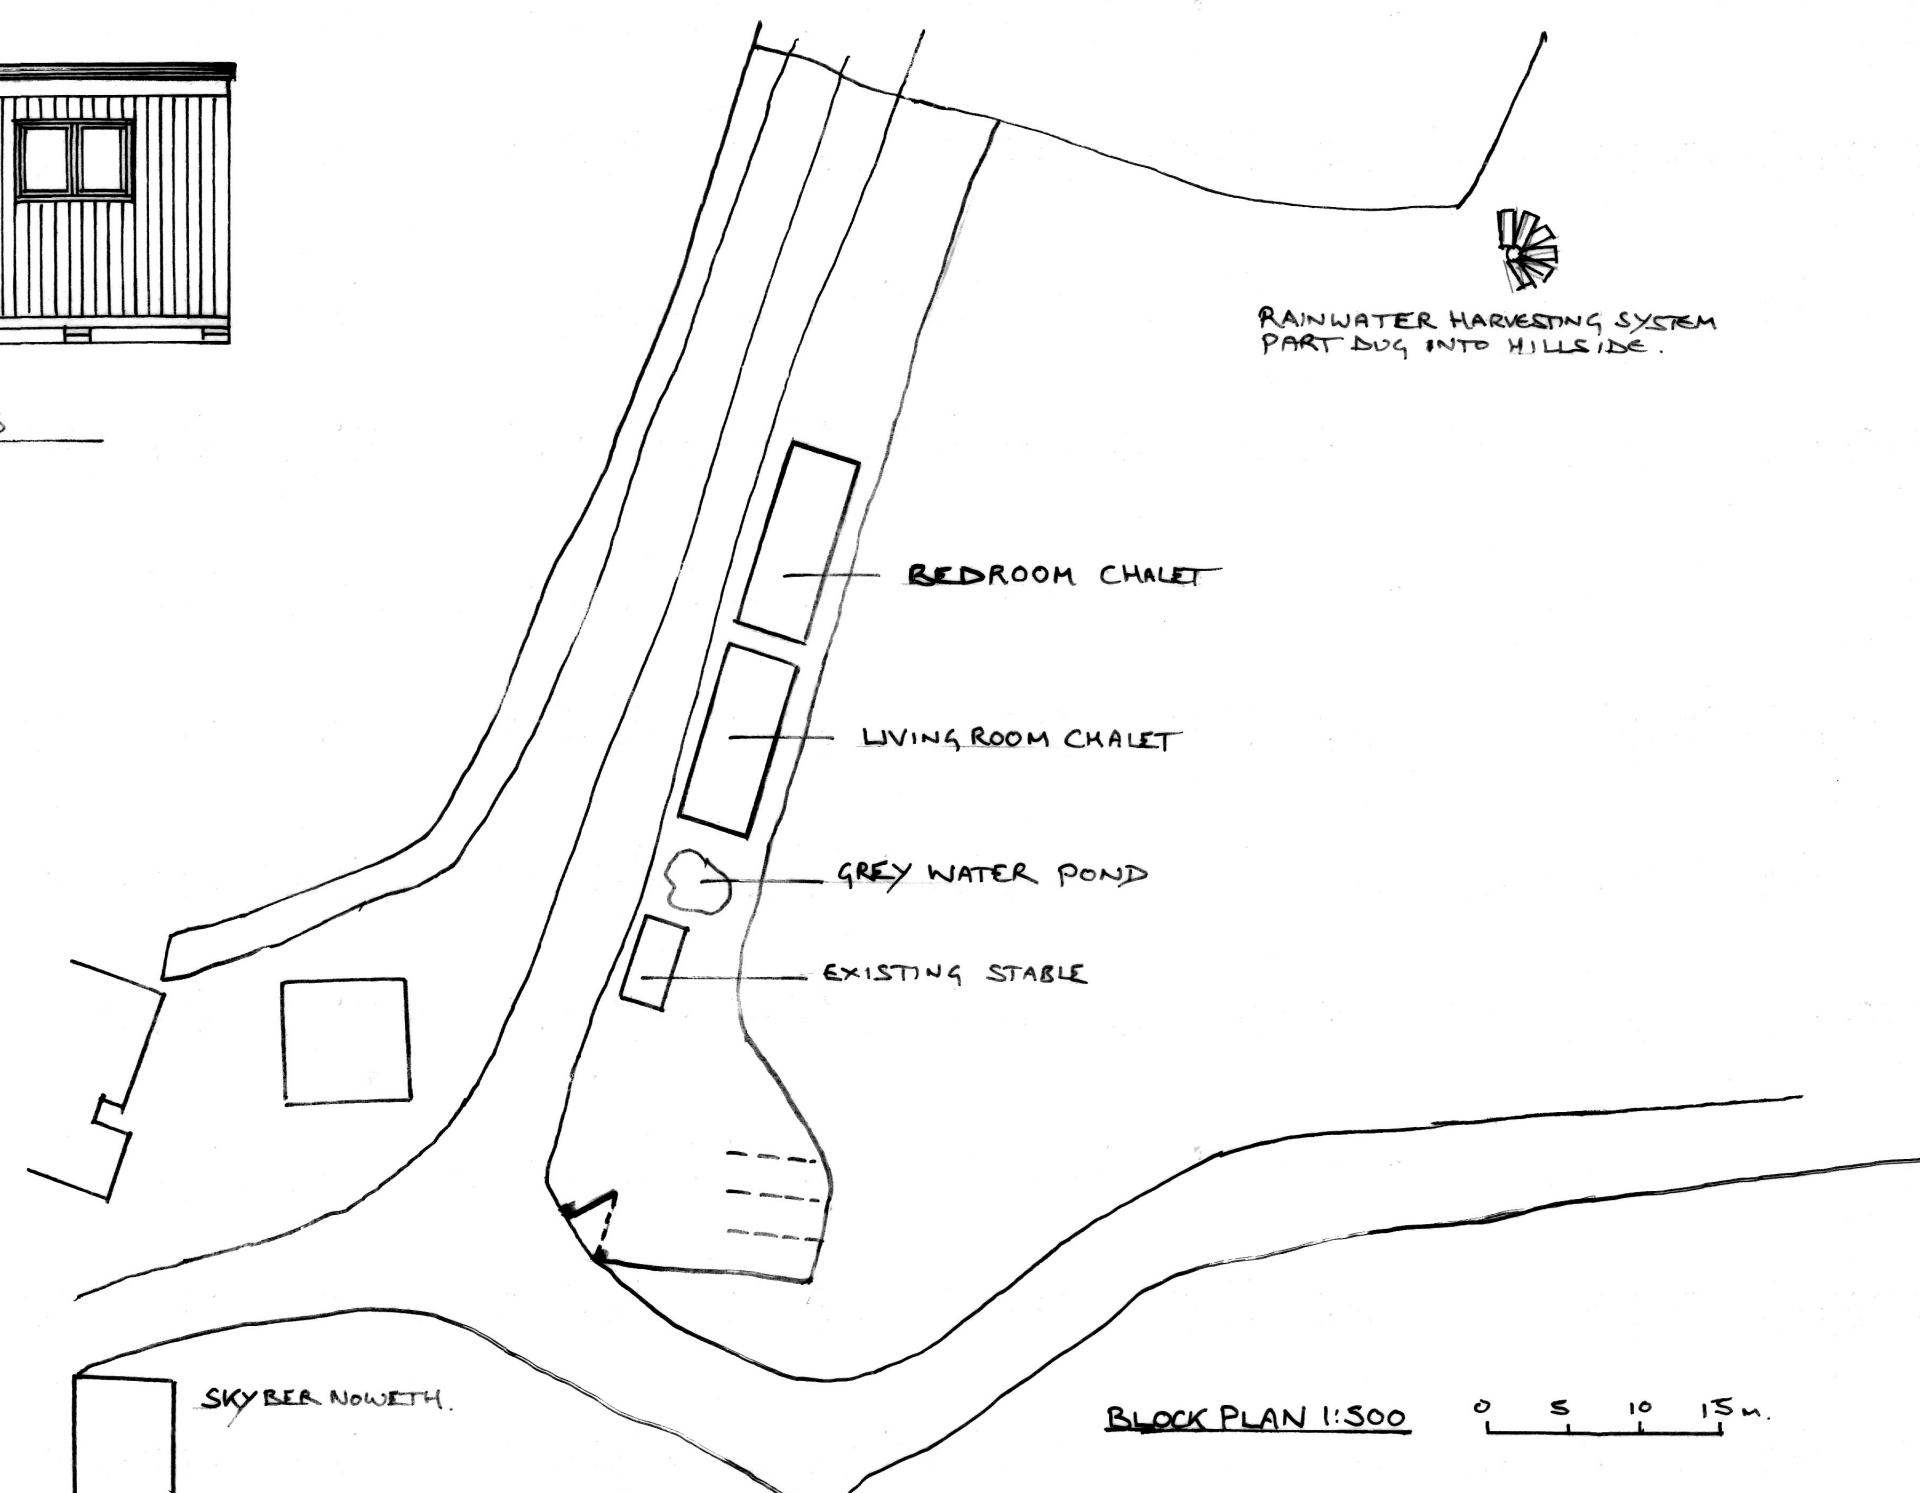 RAINWATER HARVESTING SYSTEM
PART DUG INTO HILLSIDE.
BEDROOM CHALET
LIVING ROOM CHALET
GREY WATER POND
EXISTING STABLE
SKYBER NOWETH.
BLOCK PLAN 1:500
0 5 10 15 m.